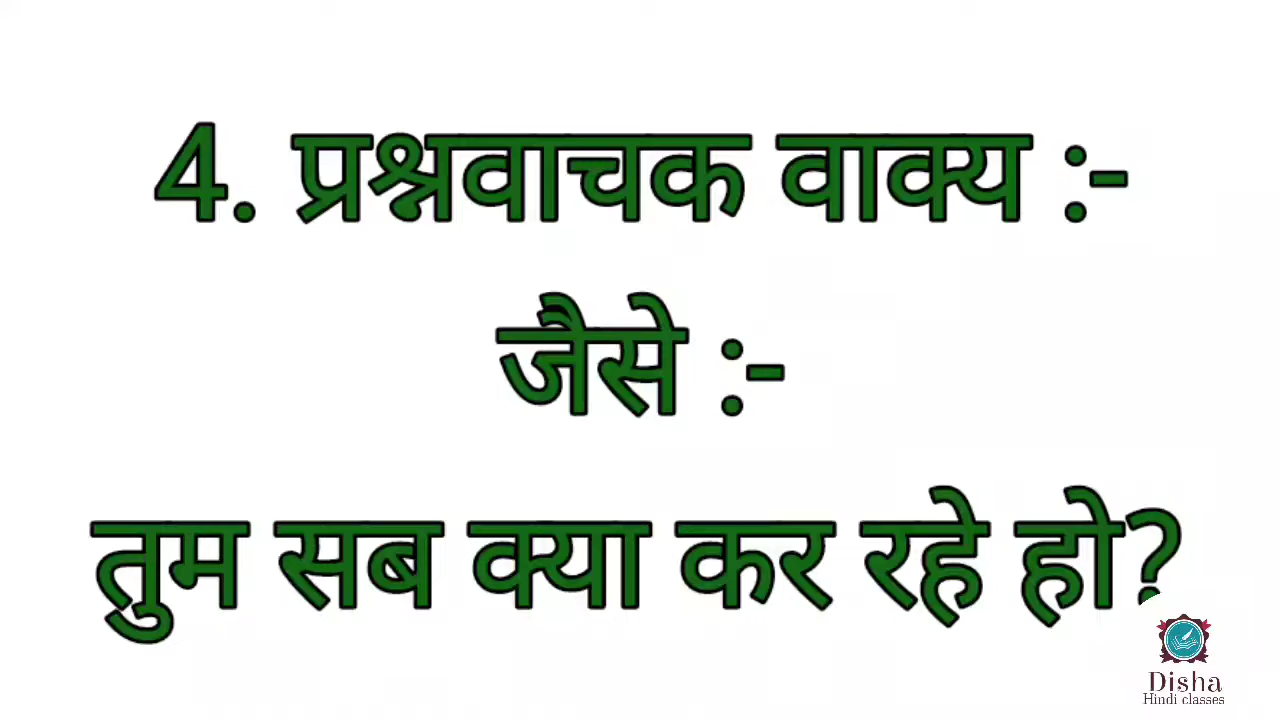 4. प्रश्नवाचक वाक्य :-
जैसे :-
तुम सब क्या कर रहे हो?
Disha
Hindi classes